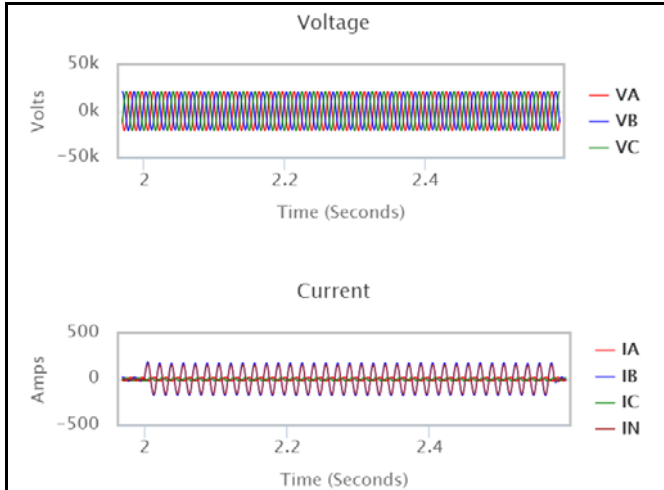 Voltage
50k
0k
−50k
Volts
2
2.2
2.4
Time (Seconds)
VA
VB
VC
Current
500
0
−500
Amps
2
2.2
2.4
Time (Seconds)
IA
IB
IC
IN